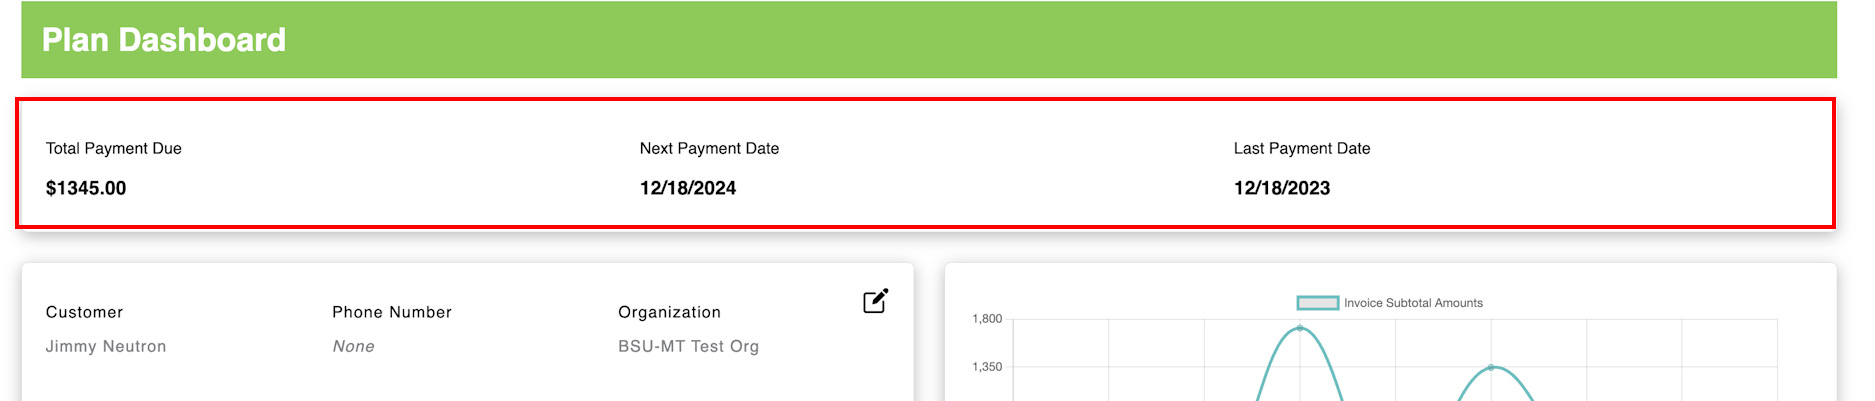 Plan Dashboard
Total Payment Due
Next Payment Date
Last Payment Date
$1345.00
12/18/2024
12/18/2023
Customer
Phone Number
Organization
Jimmy Neutron
None
BSU-MT Test Org
Invoice Subtotal Amounts
1,800
1,350